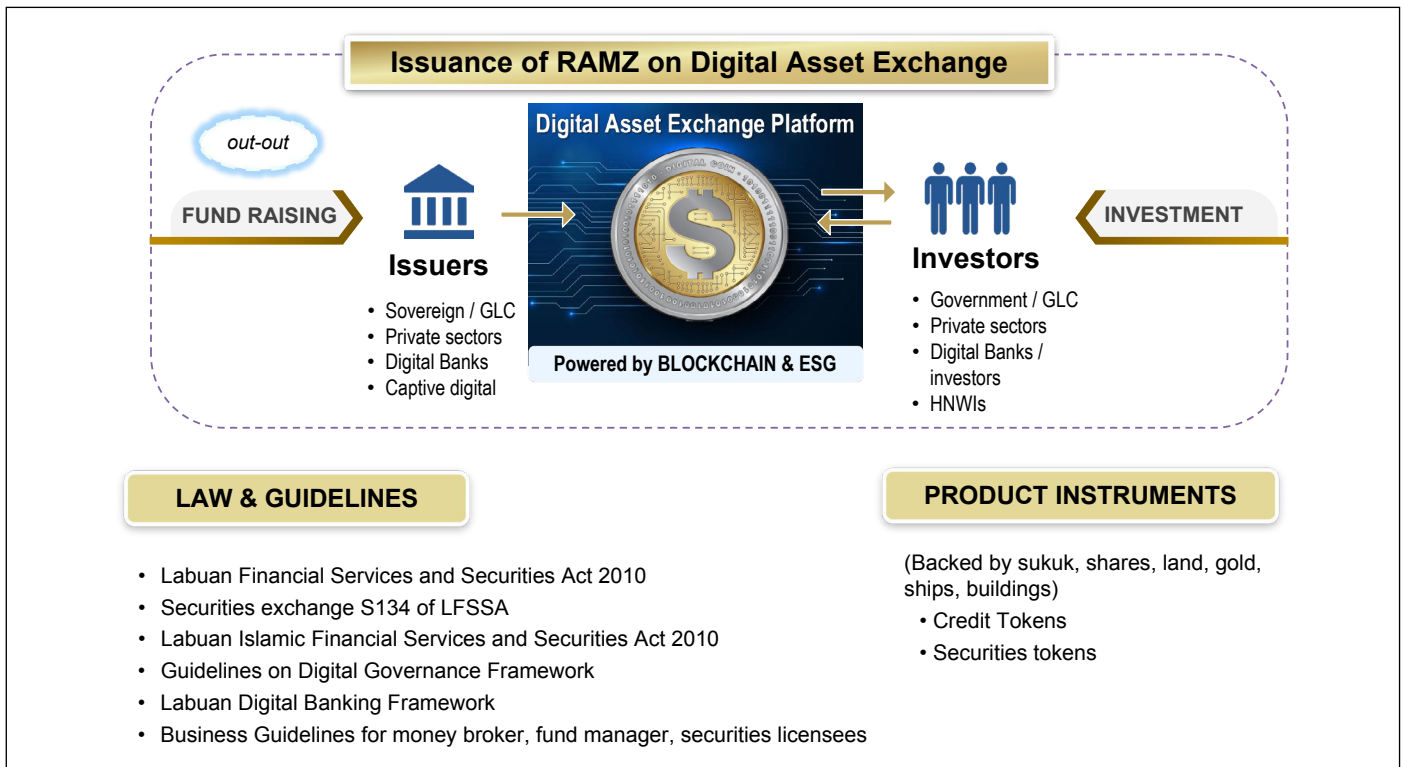 Issuance of RAMZ on Digital Asset Exchange
out-out
FUND RAISING
Issuers
• Sovereign / GLC
• Private sectors
• Digital Banks
• Captive digital
Digital Asset Exchange Platform
DIGITAL COIN
Powered by BLOCKCHAIN & ESG
Investors
• Government / GLC
• Private sectors
• Digital Banks /
investors
• HNWIs
INVESTMENT
LAW & GUIDELINES
• Labuan Financial Services and Securities Act 2010
• Securities exchange S134 of LFSSA
• Labuan Islamic Financial Services and Securities Act 2010
• Guidelines on Digital Governance Framework
• Labuan Digital Banking Framework
• Business Guidelines for money broker, fund manager, securities licensees
PRODUCT INSTRUMENTS
(Backed by sukuk, shares, land, gold,
ships, buildings)
• Credit Tokens
• Securities tokens